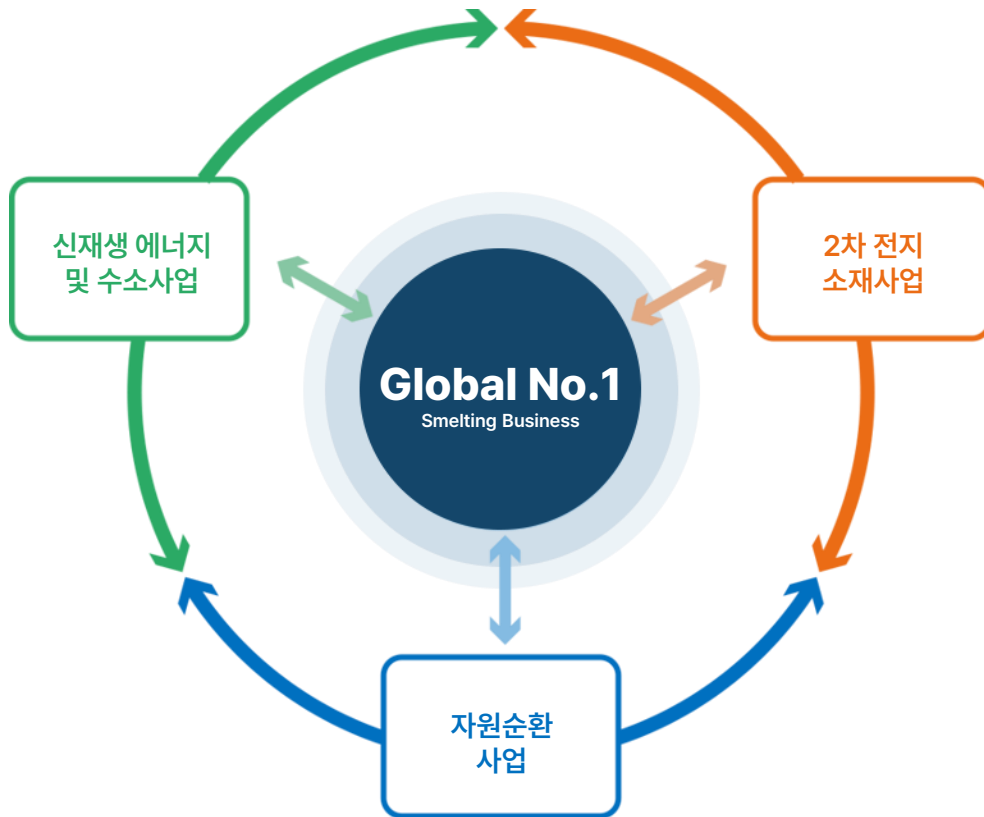 신재생 에너지
및 수소사업
2차 전지
소재사업
Global No.1
Smelting Business
자원순환
사업